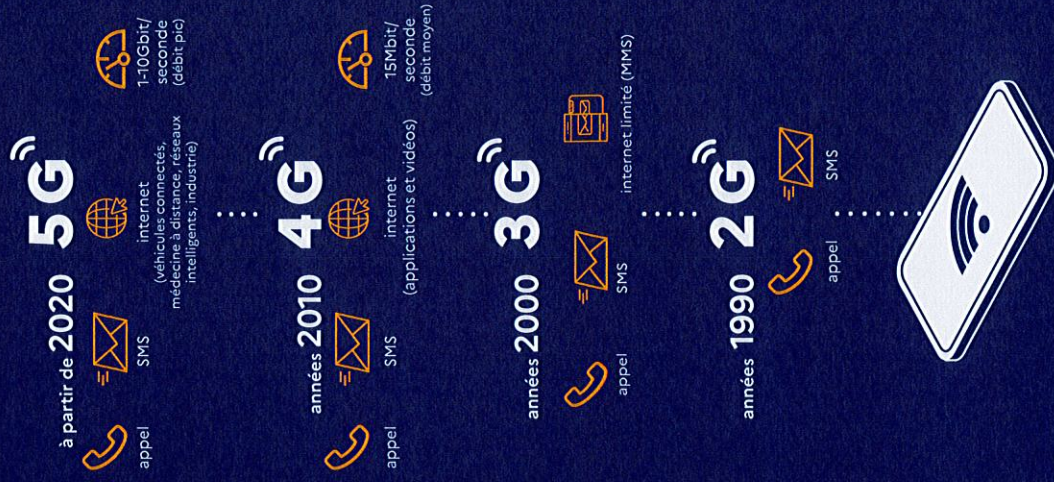 à partir de 2020 5G
appel
SMS
internet
(véhicules connectés,
médecine à distance, réseaux
intelligents, industrie)
1-10Gbit/
seconde
(débit pic)
années 2010 4G
appel
SMS
internet
(applications et vidéos)
15Mbit/
seconde
(débit moyen)
années 2000 3G
appel
SMS
internet limité (MMS)
années 1990 2G
appel
SMS